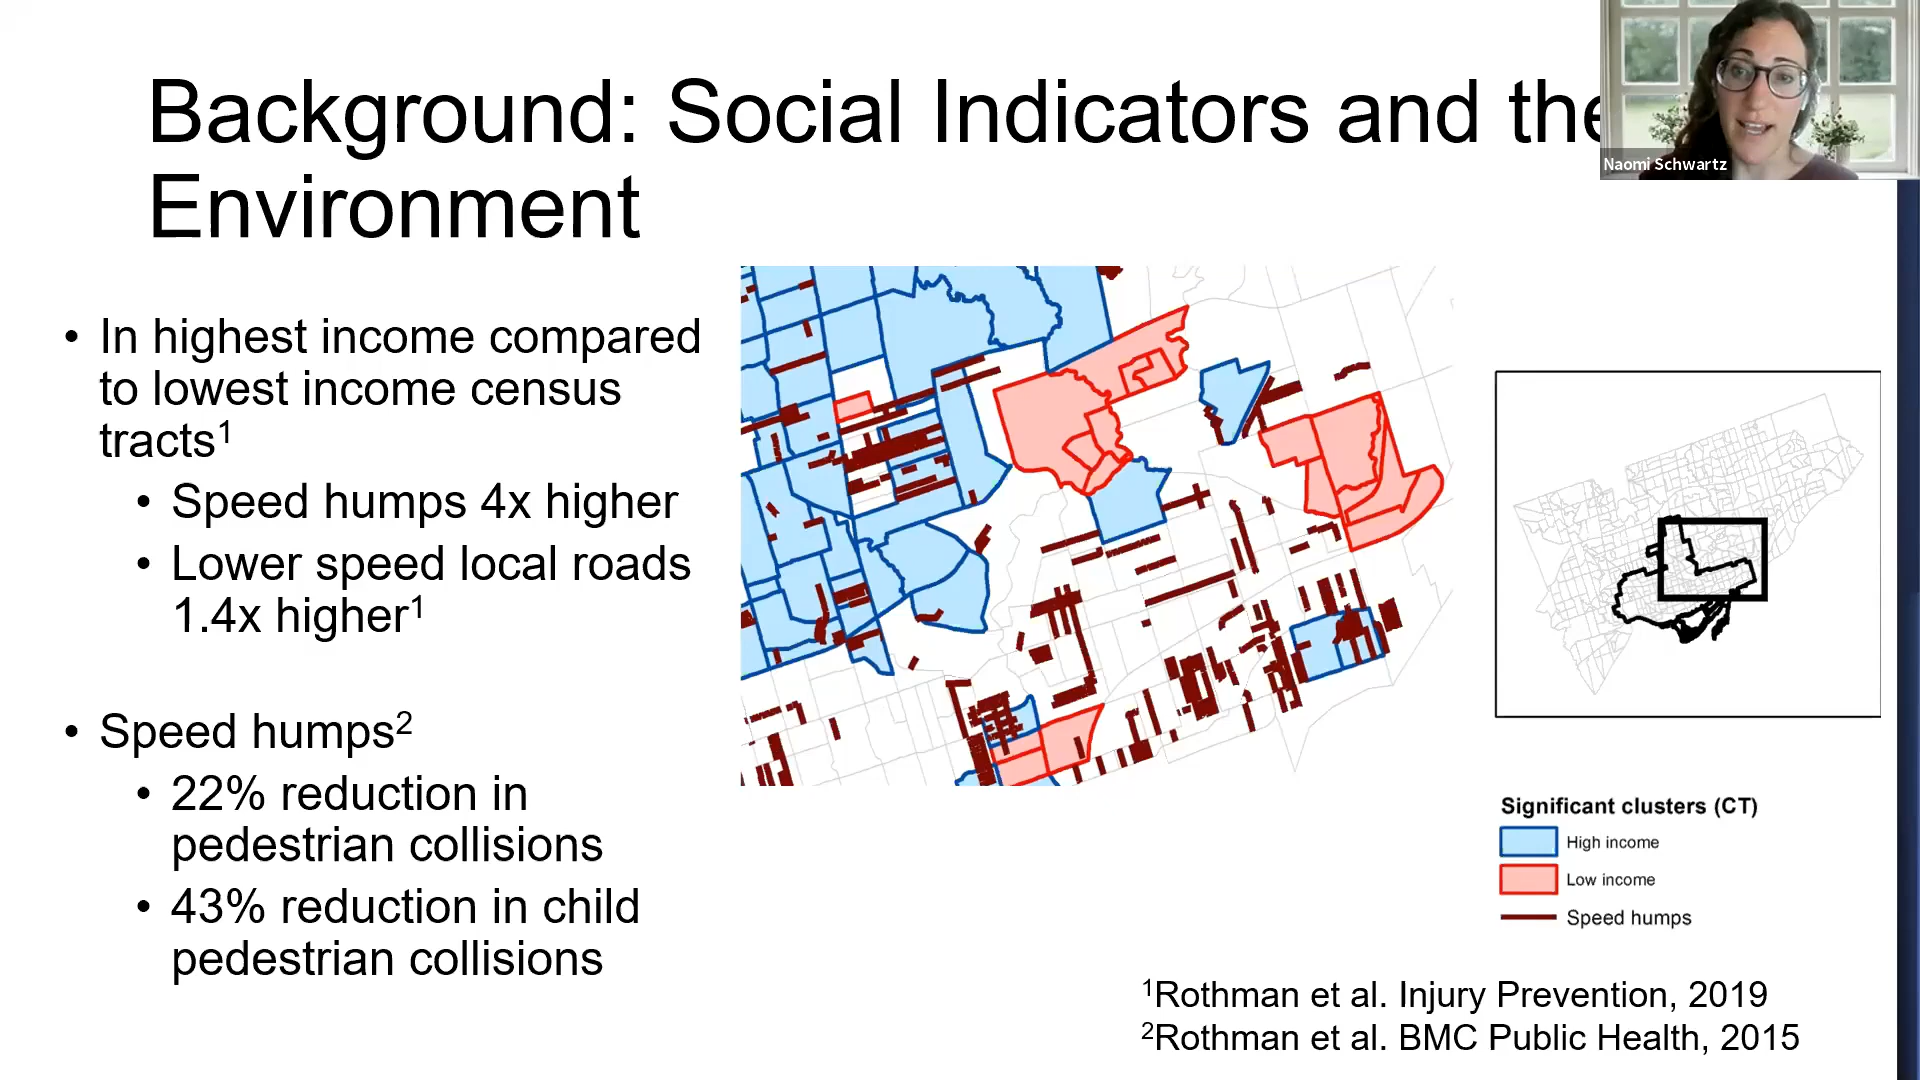 Background: Social Indicators and the
Environment
Naomi Schwartz
• In highest income compared
to lowest income census
tracts¹
• Speed humps 4x higher
• Lower speed local roads
1.4x higher¹
• Speed humps²
• 22% reduction in
pedestrian collisions
• 43% reduction in child
pedestrian collisions
Significant clusters (CT)
High income
Low income
Speed humps
¹Rothman et al. Injury Prevention, 2019
²Rothman et al. BMC Public Health, 2015